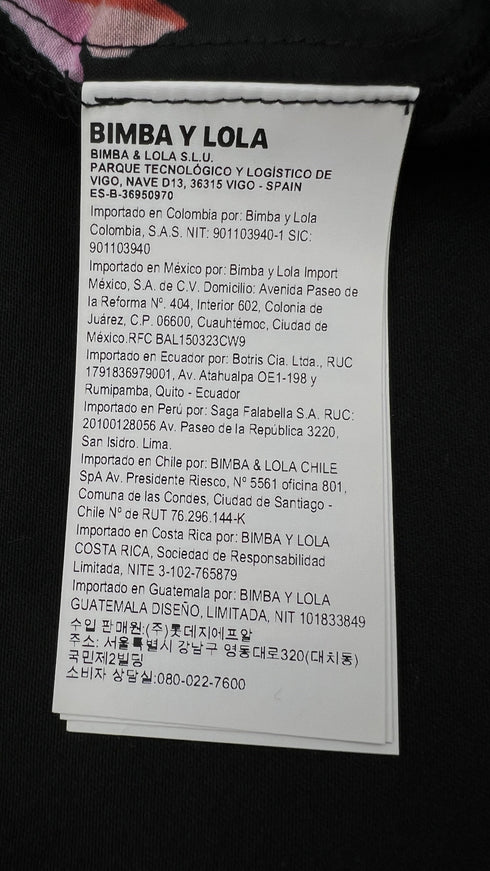 BIMBA Y LOLA
BIMBA & LOLA S.L.U.
PARQUE TECNOLÓGICO Y LOGÍSTICO DE
VIGO, NAVE D13, 36315 VIGO - SPAIN
ES-B-36950970
Importado en Colombia por: Bimba y Lola
Colombia, S.A.S. NIT: 901103940-1 SIC:
901103940
Importado en México por: Bimba y Lola Import
México, S.A. de C.V. Domicilio: Avenida Paseo de
la Reforma Nº. 404, Interior 602, Colonia de
Juárez, C.P. 06600, Cuauhtémoc, Ciudad de
México.RFC BAL150323CW9
Importado en Ecuador por: Botris Cia. Ltda., RUC
1791836979001, Av. Atahualpa OE1-198 y
Rumipamba, Quito - Ecuador
Importado en Perú por: Saga Falabella S.A. RUC:
20100128056 Av. Paseo de la República 3220,
San Isidro. Lima.
Importado en Chile por: BIMBA & LOLA CHILE
SpA Av. Presidente Riesco, Nº 5561 oficina 801,
Comuna de las Condes, Ciudad de Santiago -
Chile Nº de RUT 76.296.144-K
Importado en Costa Rica por: BIMBA Y LOLA
COSTA RICA, Sociedad de Responsabilidad
Limitada, NITE 3-102-765879
Importado en Guatemala por: BIMBA Y LOLA
GUATEMALA DISEÑO, LIMITADA, NIT 101833849
수입 판매원:(주)롯데지에프알
주소: 서울특별시 강남구 영동대로320(대치동)
국민제2빌딩
소비자 상담실:080-022-7600